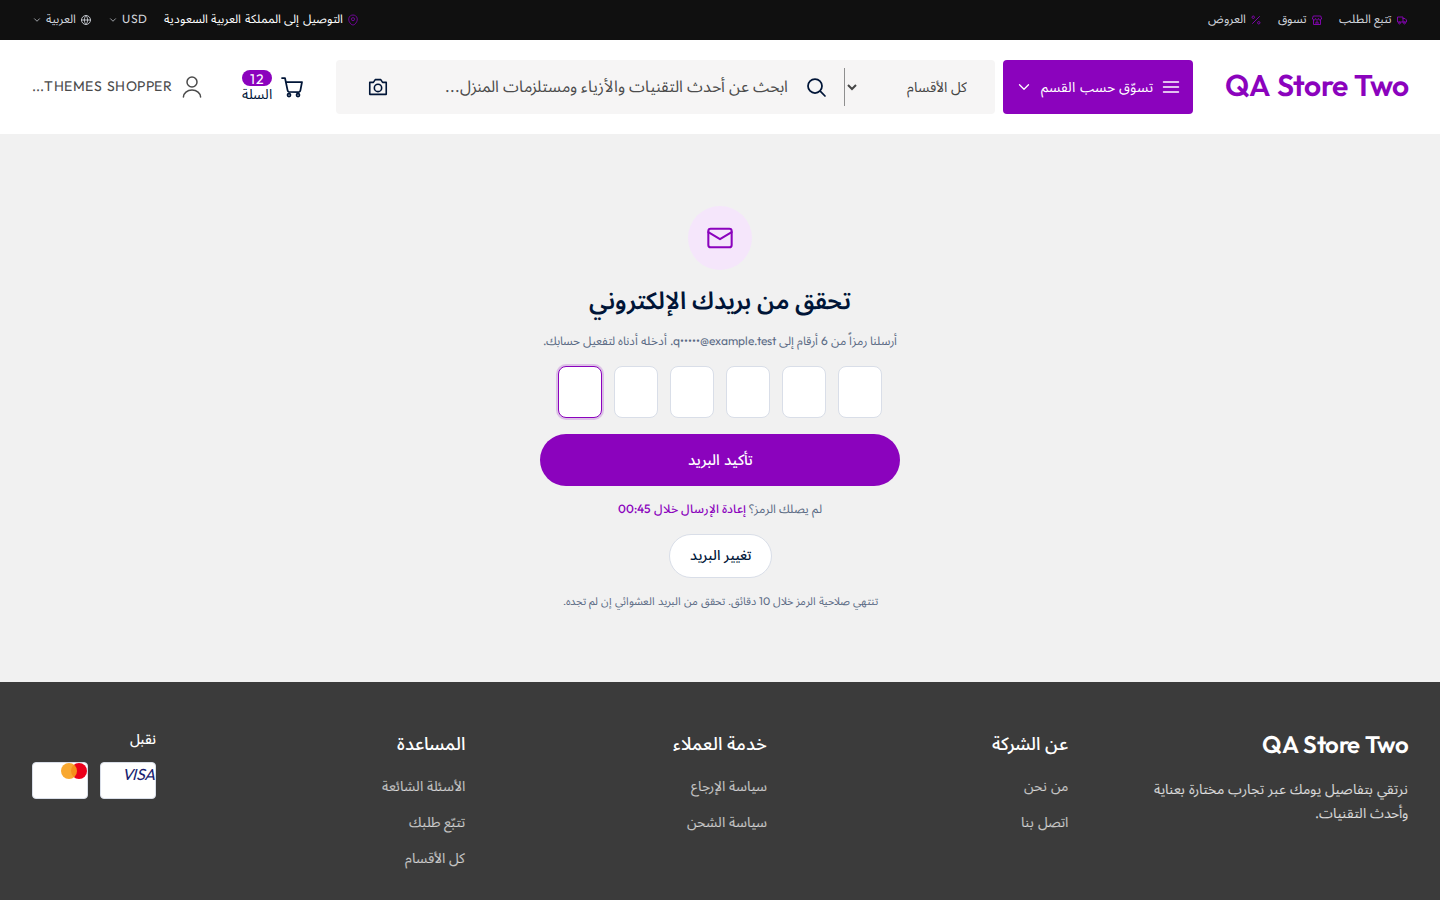 تتبع الطلب
تسوق
العروض
التوصيل إلى المملكة العربية السعودية
USD
العربية
QA Store Two
تسوّق حسب القسم
كل الأقسام
ابحث عن أحدث التقنيات والأزياء ومستلزمات المنزل...
12
السلة
THEMES SHOPPER...
تحقق من بريدك الإلكتروني
أرسلنا رمزاً من 6 أرقام إلى q•••••@example.test. أدخله أدناه لتفعيل حسابك.
تأكيد البريد
لم يصلك الرمز؟ إعادة الإرسال خلال 00:45
تغيير البريد
تنتهي صلاحية الرمز خلال 10 دقائق. تحقق من البريد العشوائي إن لم تجده.
QA Store Two
نرتقي بتفاصيل يومك عبر تجارب مختارة بعناية
وأحدث التقنيات.
عن الشركة
من نحن
اتصل بنا
خدمة العملاء
سياسة الإرجاع
سياسة الشحن
المساعدة
الأسئلة الشائعة
تتبّع طلبك
كل الأقسام
نقبل
VISA